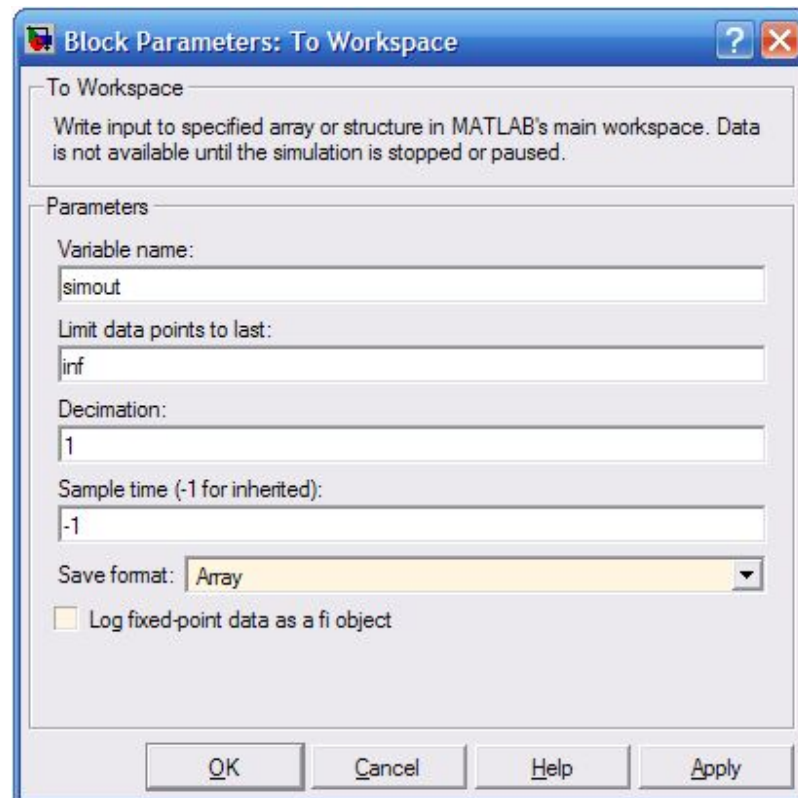 Block Parameters: To Workspace
?
To Workspace
Write input to specified array or structure in MATLAB's main workspace. Data
is not available until the simulation is stopped or paused.
Parameters
Variable name:
simout
Limit data points to last:
inf
Decimation:
1
Sample time (-1 for inherited):
-1
Save format: Array
Log fixed-point data as a fi object
OK Cancel Help Apply